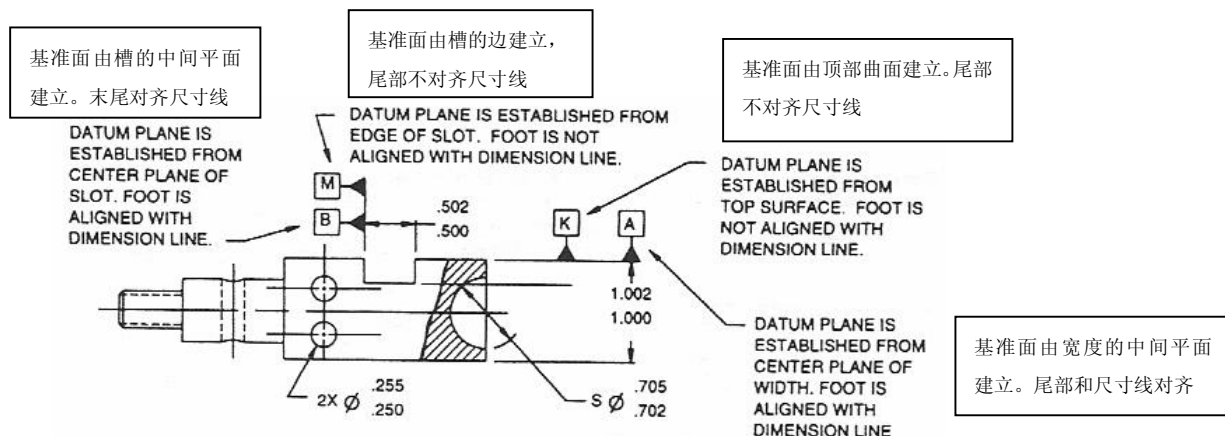 基准面由槽的中间平面
建立。末尾对齐尺寸线
基准面由槽的边建立,
尾部不对齐尺寸线
基准面由顶部曲面建立。尾部
不对齐尺寸线
DATUM PLANE IS
ESTABLISHED FROM
CENTER PLANE OF
SLOT. FOOT IS
ALIGNED WITH
DIMENSION LINE.
DATUM PLANE IS ESTABLISHED FROM
EDGE OF SLOT. FOOT IS NOT
ALIGNED WITH DIMENSION LINE.
DATUM PLANE IS
ESTABLISHED FROM
TOP SURFACE. FOOT IS
NOT ALIGNED WITH
DIMENSION LINE.
M
B
.502
.500
K
A
1.002
1.000
2X Ø .255
.250
S Ø .705
.702
DATUM PLANE IS
ESTABLISHED FROM
CENTER PLANE OF
WIDTH. FOOT IS
ALIGNED WITH
DIMENSION LINE
基准面由宽度的中间平面
建立。尾部和尺寸线对齐